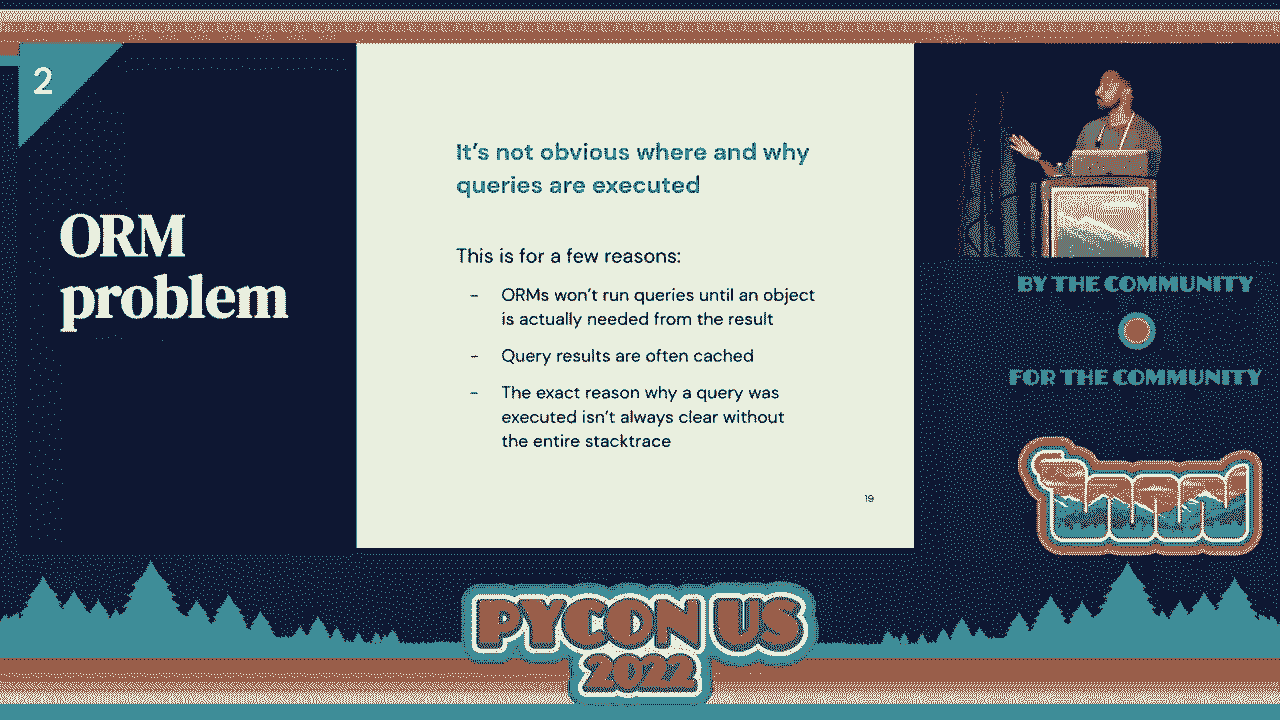 2
ORM
problem
It's not obvious where and why
queries are executed
This is for a few reasons:
- ORMs won't run queries until an object
is actually needed from the result
- Query results are often cached
- The exact reason why a query was
executed isn't always clear without
the entire stacktrace
19
BY THE COMMUNITY
FOR THE COMMUNITY
PYCON US
2022